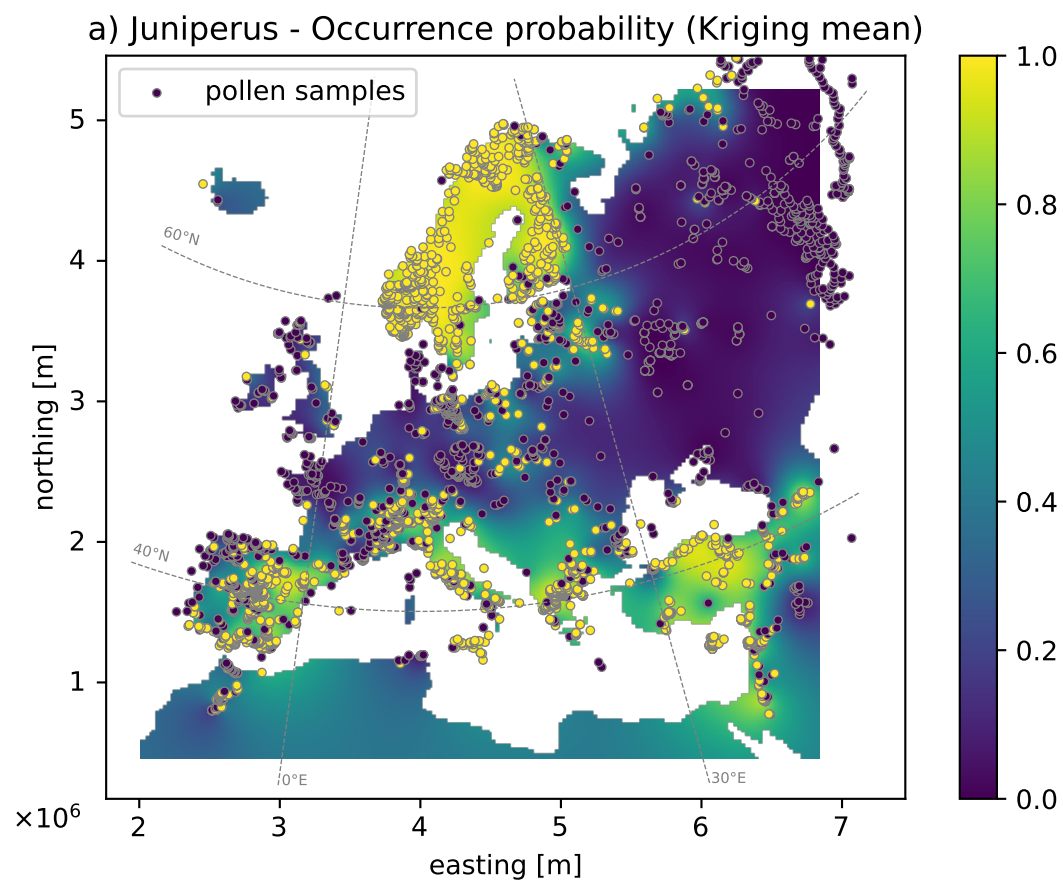 a) Juniperus - Occurrence probability (Kriging mean)
pollen samples
60°N
40°N
0°E
30°E
5
4
3
2
1
northing [m]
×10⁶
2 3 4 5 6 7
easting [m]
1.0
0.8
0.6
0.4
0.2
0.0